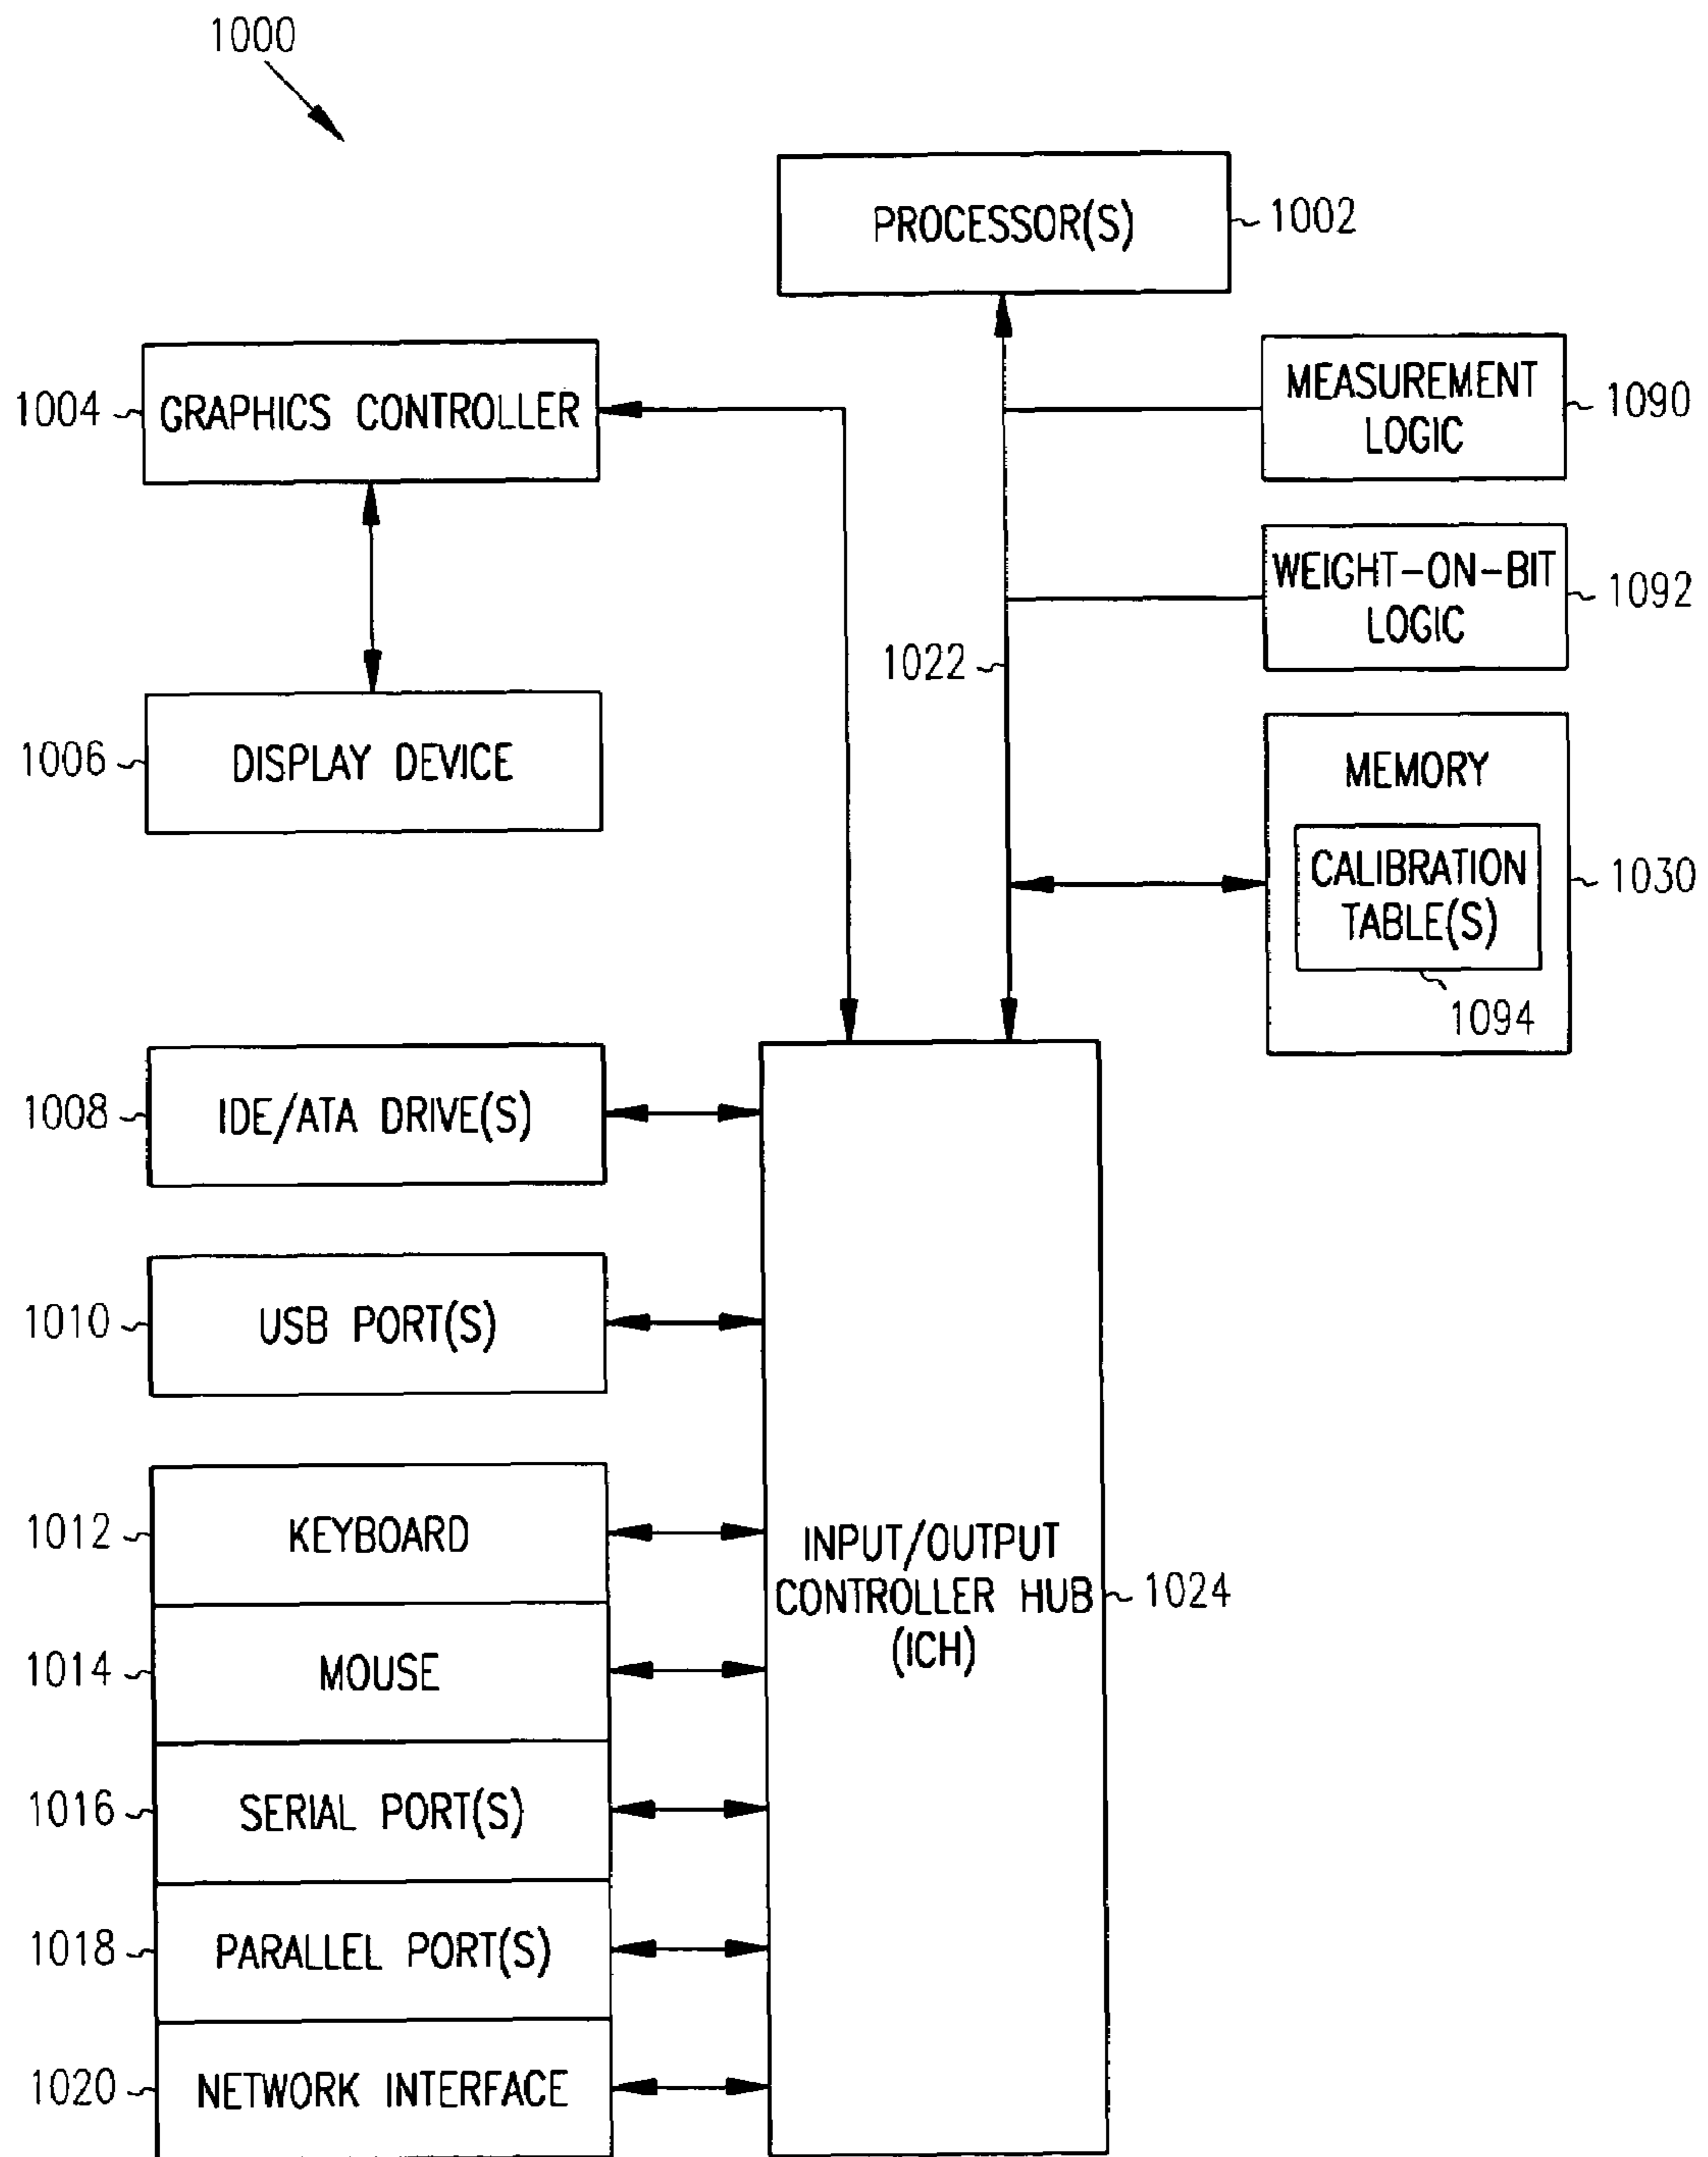 1000
PROCESSOR(S)
1002
1004
GRAPHICS CONTROLLER
MEASUREMENT
LOGIC
1090
WEIGHT-ON-BIT
LOGIC
1092
1022
1006
DISPLAY DEVICE
MEMORY
CALIBRATION
TABLE(S)
1030
1094
1008
IDE/ATA DRIVE(S)
1010
USB PORT(S)
1012
KEYBOARD
INPUT/OUTPUT
CONTROLLER HUB
(ICH)
1024
1014
MOUSE
1016
SERIAL PORT(S)
1018
PARALLEL PORT(S)
1020
NETWORK INTERFACE